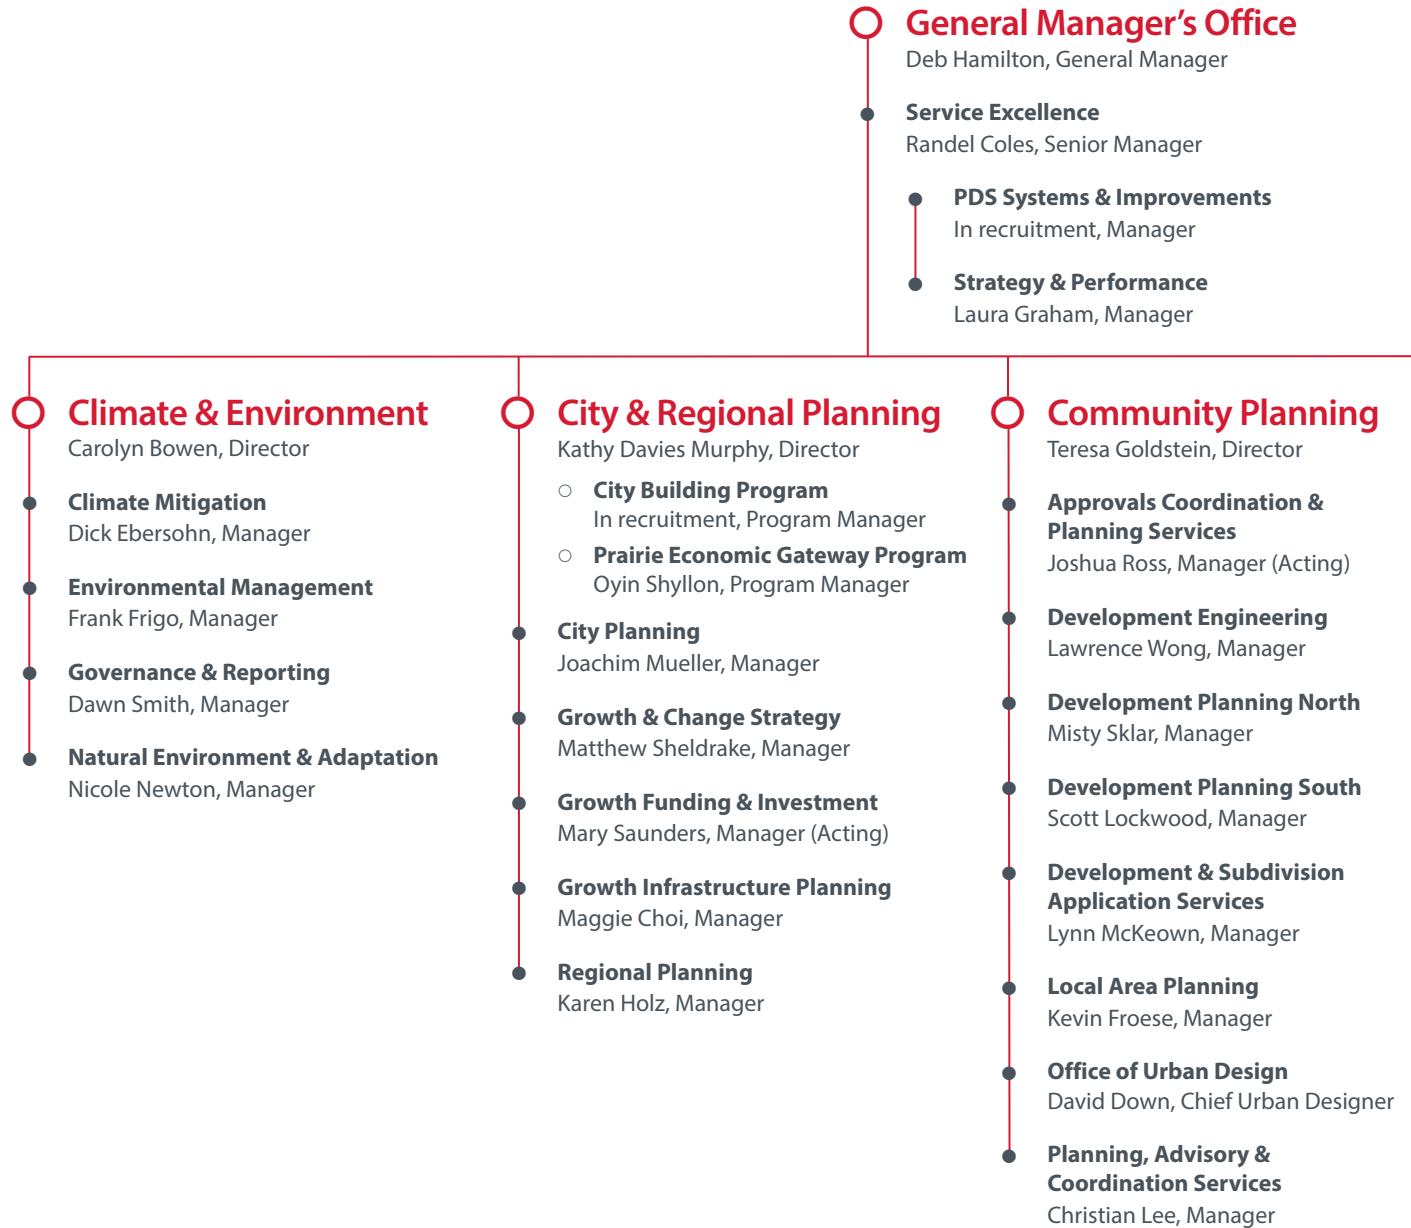 General Manager’s Office
Deb Hamilton, General Manager
Service Excellence
Randel Coles, Senior Manager
PDS Systems & Improvements
In recruitment, Manager
Strategy & Performance
Laura Graham, Manager
Climate & Environment
Carolyn Bowen, Director
Climate Mitigation
Dick Ebersohn, Manager
Environmental Management
Frank Frigo, Manager
Governance & Reporting
Dawn Smith, Manager
Natural Environment & Adaptation
Nicole Newton, Manager
City & Regional Planning
Kathy Davies Murphy, Director
City Building Program
In recruitment, Program Manager
Prairie Economic Gateway Program
Oyin Shyllon, Program Manager
City Planning
Joachim Mueller, Manager
Growth & Change Strategy
Matthew Sheldrake, Manager
Growth Funding & Investment
Mary Saunders, Manager (Acting)
Growth Infrastructure Planning
Maggie Choi, Manager
Regional Planning
Karen Holz, Manager
Community Planning
Teresa Goldstein, Director
Approvals Coordination &
Planning Services
Joshua Ross, Manager (Acting)
Development Engineering
Lawrence Wong, Manager
Development Planning North
Misty Sklar, Manager
Development Planning South
Scott Lockwood, Manager
Development & Subdivision
Application Services
Lynn McKeown, Manager
Local Area Planning
Kevin Froese, Manager
Office of Urban Design
David Down, Chief Urban Designer
Planning, Advisory &
Coordination Services
Christian Lee, Manager